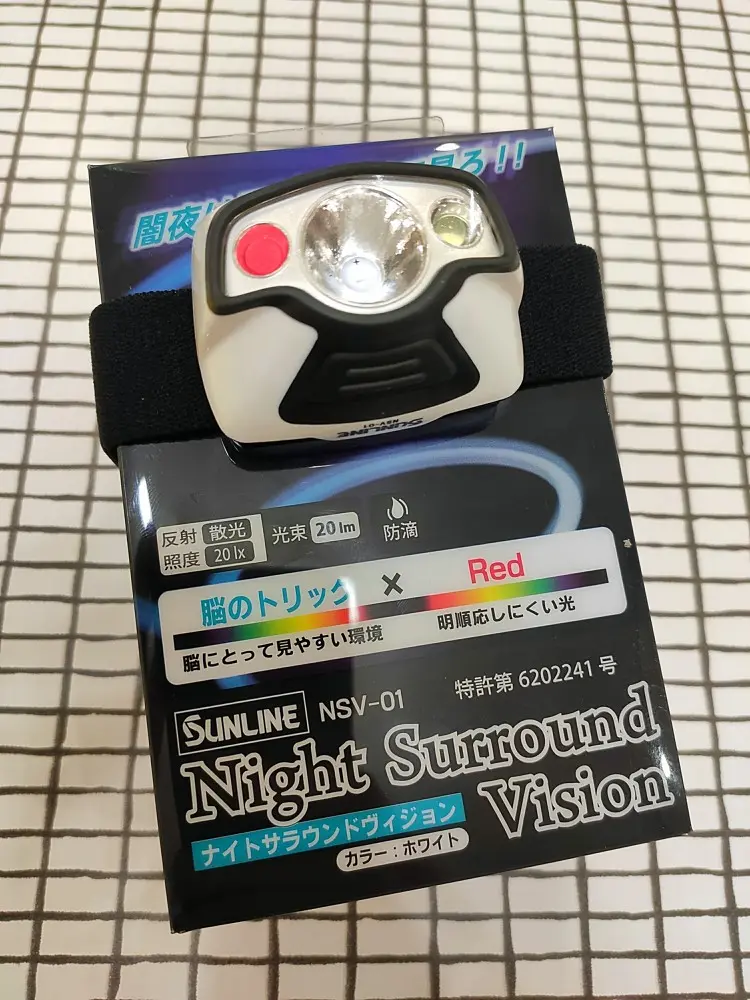 闇夜
見ろ!!
SUNLINE
NSV-01
反射 散光
照度 20 lx
光束 20 lm
防滴
脳のトリック × Red
脳にとって見やすい環境
明順応しにくい光
特許第 6202241 号
SUNLINE NSV-01
Night Surround
Vision
ナイトサラウンドヴィジョン
カラー:ホワイト